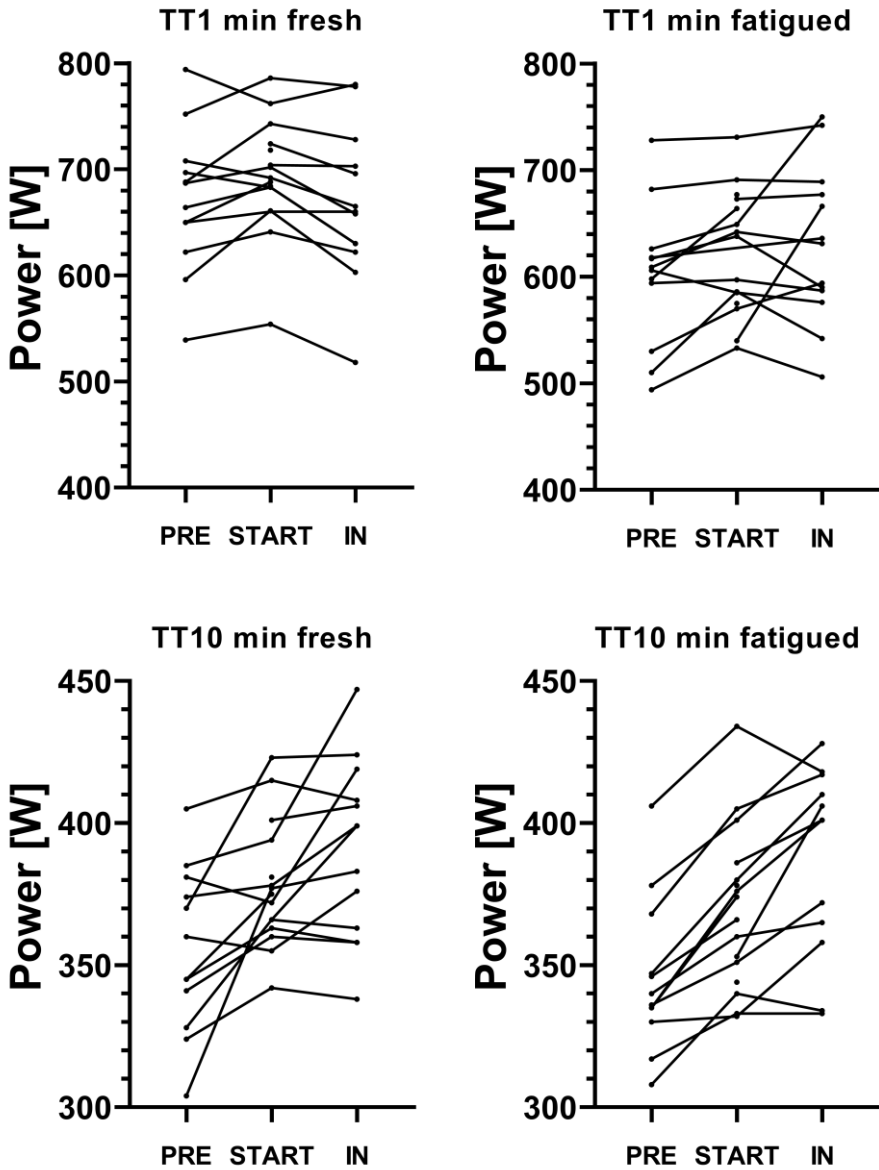 TT1 min fresh
Power [W]
800
700
600
500
400
PRE START IN
TT1 min fatigued
Power [W]
800
700
600
500
400
PRE START IN
TT10 min fresh
Power [W]
450
400
350
300
PRE START IN
TT10 min fatigued
Power [W]
450
400
350
300
PRE START IN